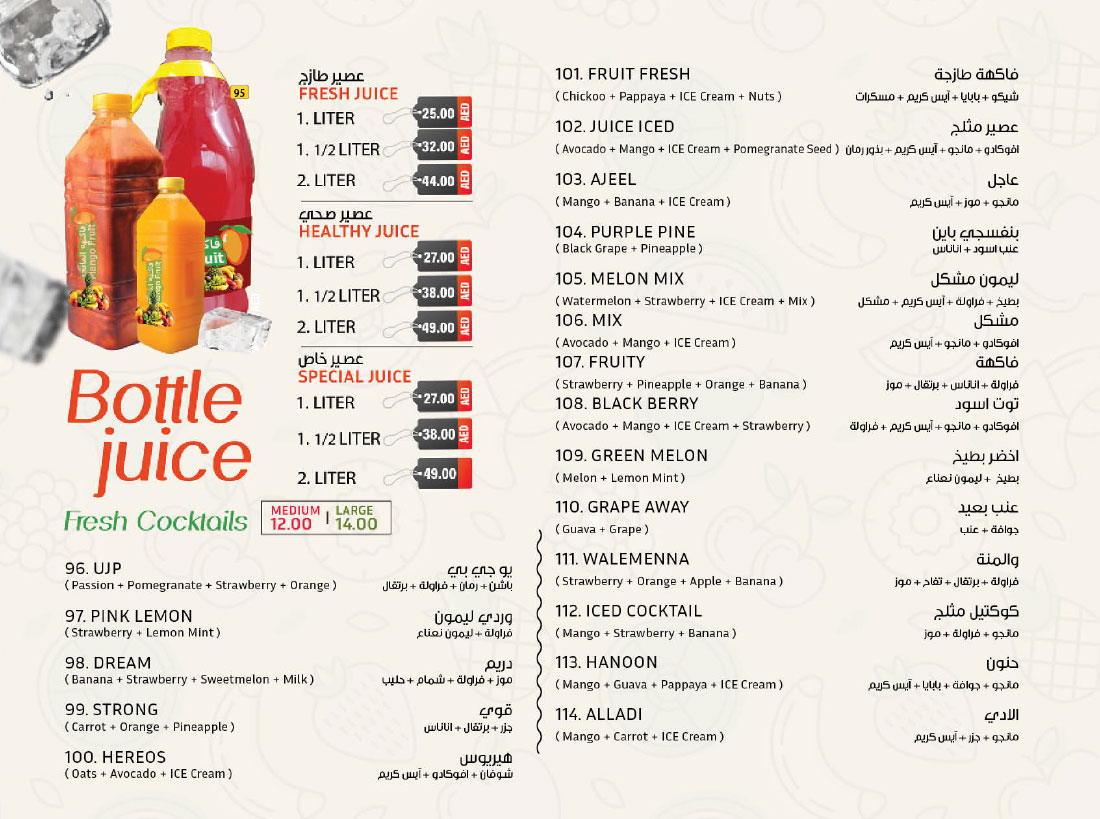 95
عصير طازج
FRESH JUICE
1. LITER 25.00 AED
1. 1/2 LITER 32.00 AED
2. LITER 44.00 AED
عصير صحي
HEALTHY JUICE
1. LITER 27.00 AED
1. 1/2 LITER 38.00 AED
2. LITER 49.00 AED
عصير خاص
SPECIAL JUICE
1. LITER 27.00 AED
1. 1/2 LITER 38.00 AED
2. LITER 49.00
Mango Fruit
Mango Fruit
Bottle
juice
Fresh Cocktails
MEDIUM | LARGE
12.00 14.00
96. UJP يو جي بي
(Passion + Pomegranate + Strawberry + Orange) باشن + رمان + فراولة + برتقال
97. PINK LEMON وردي ليمون
(Strawberry + Lemon Mint) فراولة + ليمون نعناع
98. DREAM دريم
(Banana + Strawberry + Sweetmelon + Milk) موز + فراولة + شمام + حليب
99. STRONG قوي
(Carrot + Orange + Pineapple) جزر + برتقال + اناناس
100. HEREOS هيريوس
(Oats + Avocado + ICE Cream) شوفان + افوكادو + آيس كريم
101. FRUIT FRESH فاكهة طازجة
(Chickoo + Pappaya + ICE Cream + Nuts) شيكو + بابايا + آيس كريم + مسكرات
102. JUICE ICED عصير مثلج
(Avocado + Mango + ICE Cream + Pomegranate Seed) افوكادو + مانجو + آيس كريم + بذور رمان
103. AJEEL عاجل
(Mango + Banana + ICE Cream) مانجو + موز + آيس كريم
104. PURPLE PINE بنفسجي باين
(Black Grape + Pineapple) عنب اسود + اناناس
105. MELON MIX ليمون مشكل
(Watermelon + Strawberry + ICE Cream + Mix) بطيخ + فراولة + آيس كريم + مشكل
106. MIX مشكل
(Avocado + Mango + ICE Cream) افوكادو + مانجو + آيس كريم
107. FRUITY فاكهة
(Strawberry + Pineapple + Orange + Banana) فراولة + اناناس + برتقال + موز
108. BLACK BERRY توت اسود
(Avocado + Mango + ICE Cream + Strawberry) افوكادو + مانجو + آيس كريم + فراولة
109. GREEN MELON اخضر بطيخ
(Melon + Lemon Mint) بطيخ + ليمون نعناع
110. GRAPE AWAY عنب بعيد
(Guava + Grape) جوافة + عنب
111. WALEMENNA والمنة
(Strawberry + Orange + Apple + Banana) فراولة + برتقال + تفاح + موز
112. ICED COCKTAIL كوكتيل مثلج
(Mango + Strawberry + Banana) مانجو + فراولة + موز
113. HANOON حنون
(Mango + Guava + Pappaya + ICE Cream) مانجو + جوافة + بابايا + آيس كريم
114. ALLADI الادي
(Mango + Carrot + ICE Cream) مانجو + جزر + آيس كريم